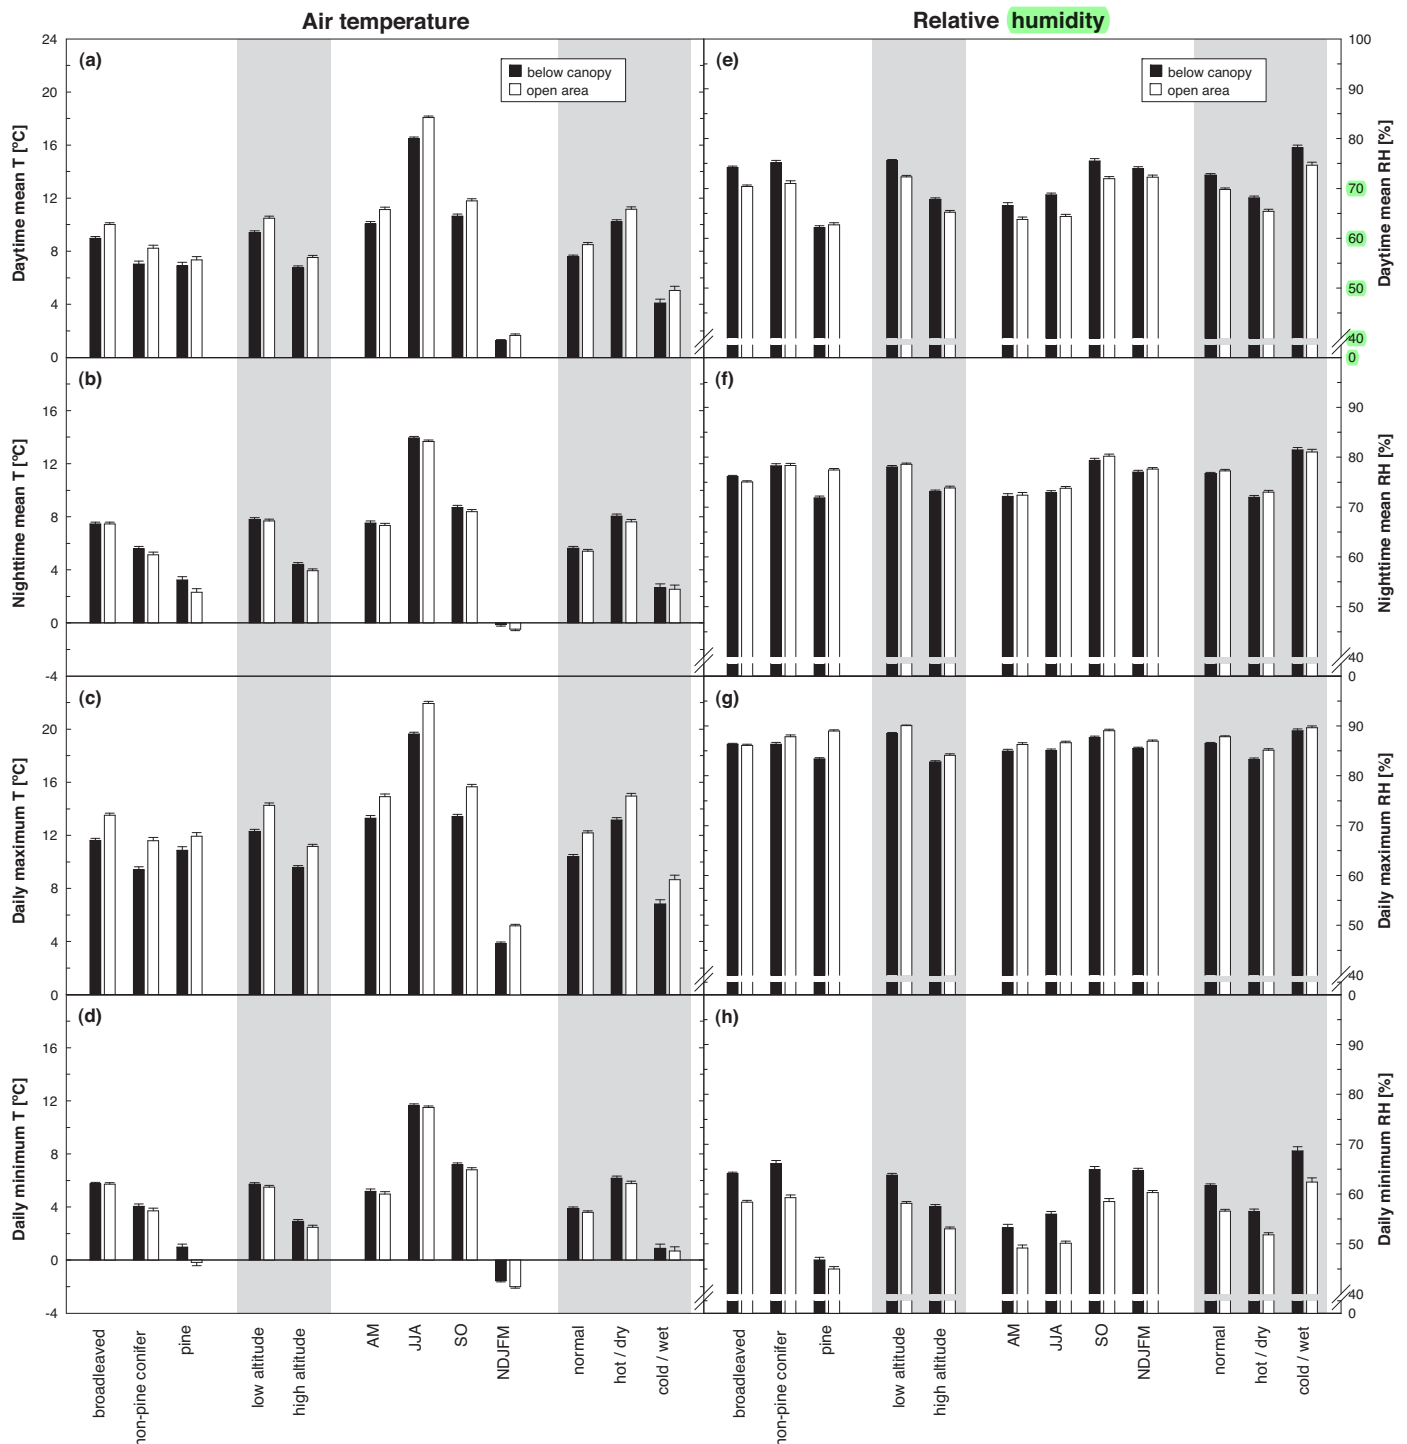 Air temperature
Relative humidity
(a)
below canopy
open area
24
20
16
12
8
4
0
Daytime mean T [°C]
(e)
below canopy
open area
100
90
80
70
60
50
40
0
Daytime mean RH [%]
(b)
16
12
8
4
0
-4
Nighttime mean T [°C]
(f)
90
80
70
60
50
40
0
Nighttime mean RH [%]
(c)
20
16
12
8
4
0
Daily maximum T [°C]
(g)
90
80
70
60
50
40
0
Daily maximum RH [%]
(d)
16
12
8
4
0
-4
Daily minimum T [°C]
(h)
90
80
70
60
50
40
0
Daily minimum RH [%]
broadleaved
non-pine conifer
pine
low altitude
high altitude
AM
JJA
SO
NDJFM
normal
hot / dry
cold / wet
broadleaved
non-pine conifer
pine
low altitude
high altitude
AM
JJA
SO
NDJFM
normal
hot / dry
cold / wet